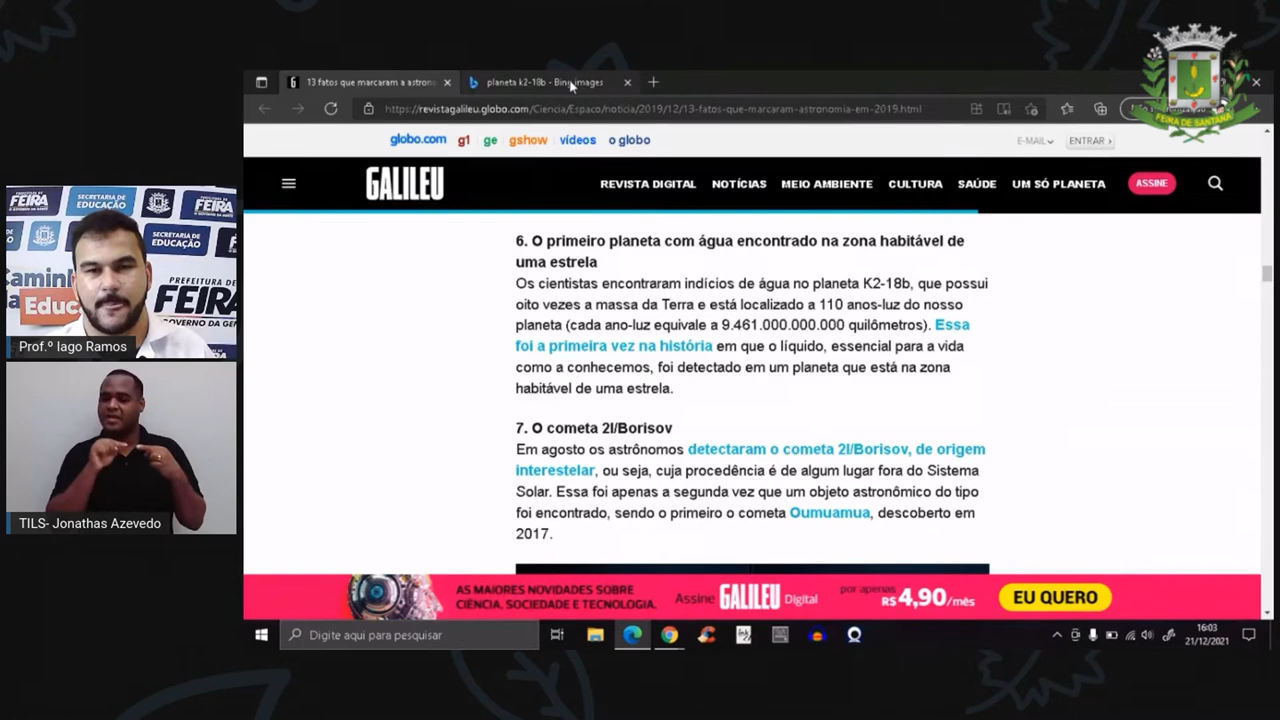 13 fatos que marcaram a astron
planeta k2-18b - Bing images
https://revistagalileu.globo.com/Ciencia/Espaco/noticia/2019/12/13-fatos-que-marcaram-astronomia-em-2019.html
FEIRA DE SANTANA
globo.com g1 ge gshow vídeos o globo
E-MAIL ENTRAR
GALILEU
REVISTA DIGITAL NOTÍCIAS MEIO AMBIENTE CULTURA SAÚDE UM SÓ PLANETA ASSINE
6. O primeiro planeta com água encontrado na zona habitável de
uma estrela
Os cientistas encontraram indícios de água no planeta K2-18b, que possui
oito vezes a massa da Terra e está localizado a 110 anos-luz do nosso
planeta (cada ano-luz equivale a 9.461.000.000.000 quilômetros). Essa
foi a primeira vez na história em que o líquido, essencial para a vida
como a conhecemos, foi detectado em um planeta que está na zona
habitável de uma estrela.
7. O cometa 2I/Borisov
Em agosto os astrônomos detectaram o cometa 2I/Borisov, de origem
interestelar, ou seja, cuja procedência é de algum lugar fora do Sistema
Solar. Essa foi apenas a segunda vez que um objeto astronômico do tipo
foi encontrado, sendo o primeiro o cometa Oumuamua, descoberto em
2017.
AS MAIORES NOVIDADES SOBRE
CIÊNCIA, SOCIEDADE E TECNOLOGIA.
Assine GALILEU Digital
por apenas
R$ 4,90/mês
EU QUERO
Digite aqui para pesquisar
16:03
21/12/2021
PREFEITURA DE
FEIRA
SECRETARIA DE
EDUCAÇÃO
FEIRA
SECRETARIA DE
EDUCAÇÃO
Caminh
Educ
PREFEITURA
FEIRA
GOVERNO DA GEN
Prof.º Iago Ramos
TILS- Jonathas Azevedo